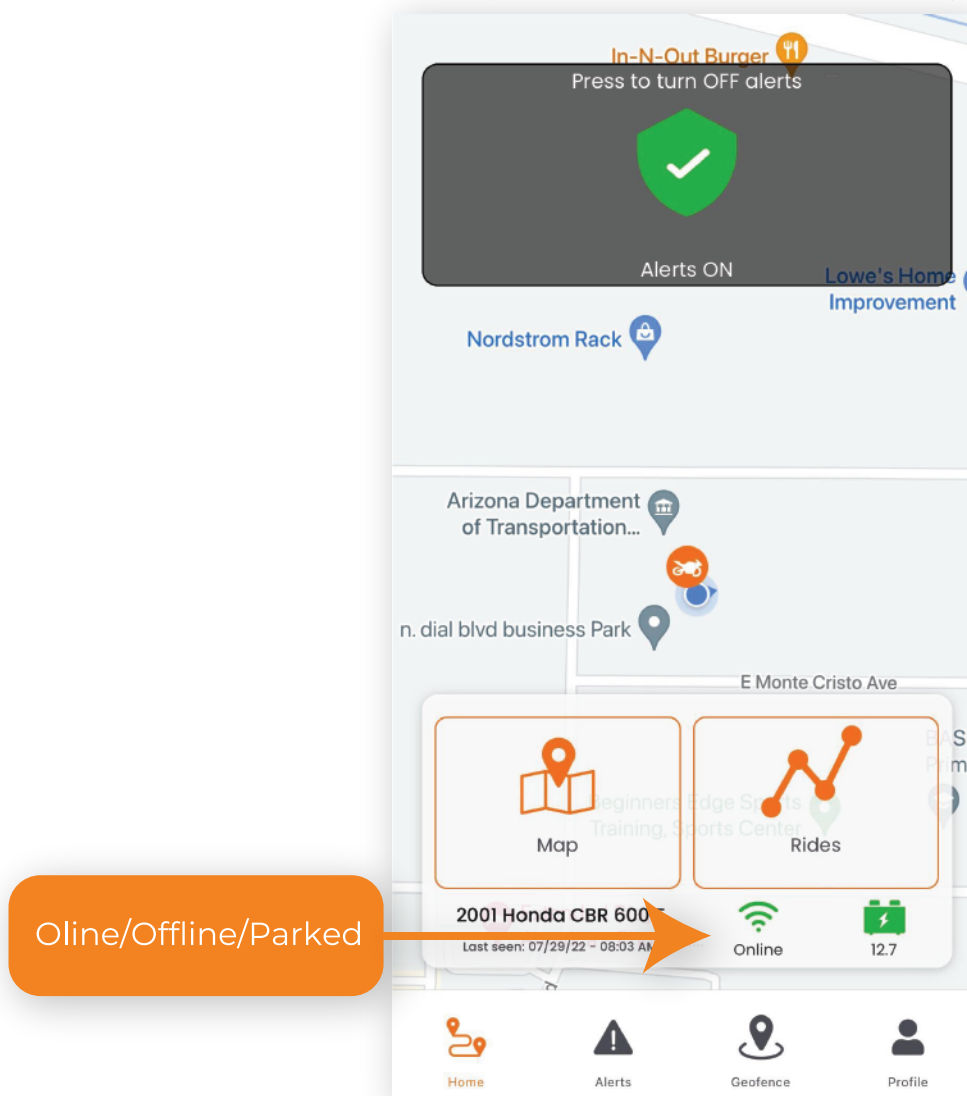 In-N-Out Burger
Press to turn OFF alerts
Alerts ON
Lowe's Home
Improvement
Nordstrom Rack
Arizona Department
of Transportation...
n. dial blvd business Park
E Monte Cristo Ave
BAS
Prim
Beginners Edge Sports
Training, Sports Center
Map
Rides
2001 Honda CBR 600
Last seen: 07/29/22 - 08:03 AM
Oline/Offline/Parked
Online
12.7
Home
Alerts
Geofence
Profile